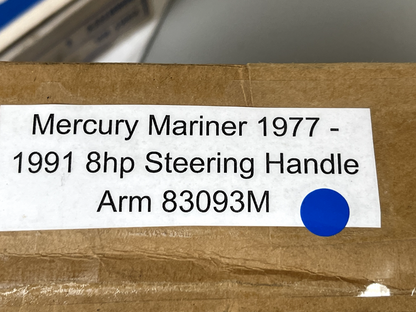 Mercury Mariner 1977 -
1991 8hp Steering Handle
Arm 83093M